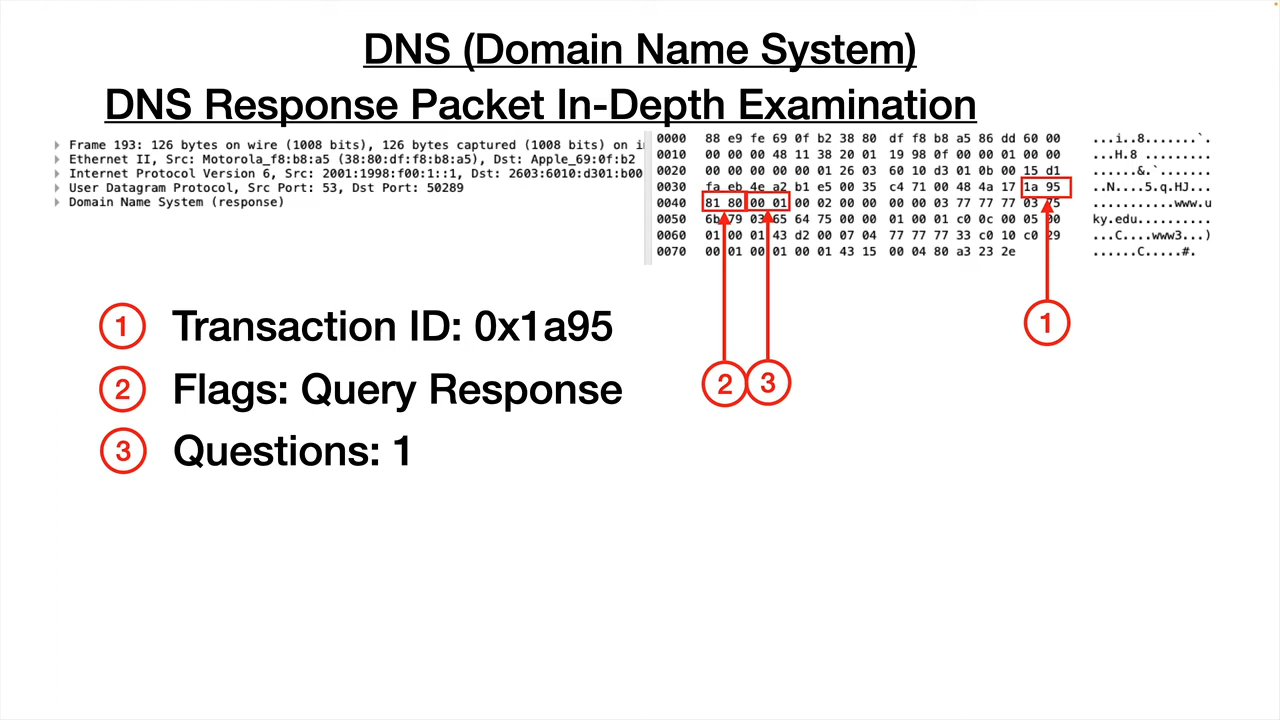 DNS (Domain Name System)
DNS Response Packet In-Depth Examination
Frame 193: 126 bytes on wire (1008 bits), 126 bytes captured (1008 bits) on i
Ethernet II, Src: Motorola_f8:b8:a5 (38:80:df:f8:b8:a5), Dst: Apple_69:0f:b2
Internet Protocol Version 6, Src: 2001:1998:f00:1::1, Dst: 2603:6010:d301:b00
User Datagram Protocol, Src Port: 53, Dst Port: 50289
Domain Name System (response)
0000 88 e9 fe 69 0f b2 38 80 df f8 b8 a5 86 dd 60 00 ...i..8.......`.
0010 00 00 00 48 11 38 20 01 19 98 0f 00 00 01 00 00 ...H.8 .........
0020 00 00 00 00 00 01 26 03 60 10 d3 01 0b 00 15 d1 ......&.`.......
0030 fa eb 4e a2 b1 e5 00 35 c4 71 00 48 4a 17 1a 95 ..N....5.q.HJ...
0040 81 80 00 01 00 02 00 00 00 00 03 77 77 77 03 75 ...........www.u
0050 6b 79 03 65 64 75 00 00 01 00 01 c0 0c 00 05 00 ky.edu..........
0060 01 00 01 43 d2 00 07 04 77 77 77 33 c0 10 c0 29 ...C....www3...)
0070 00 01 00 01 00 01 43 15 00 04 80 a3 23 2e ......C.....#.
1 Transaction ID: 0x1a95
2 Flags: Query Response
3 Questions: 1
1
2 3